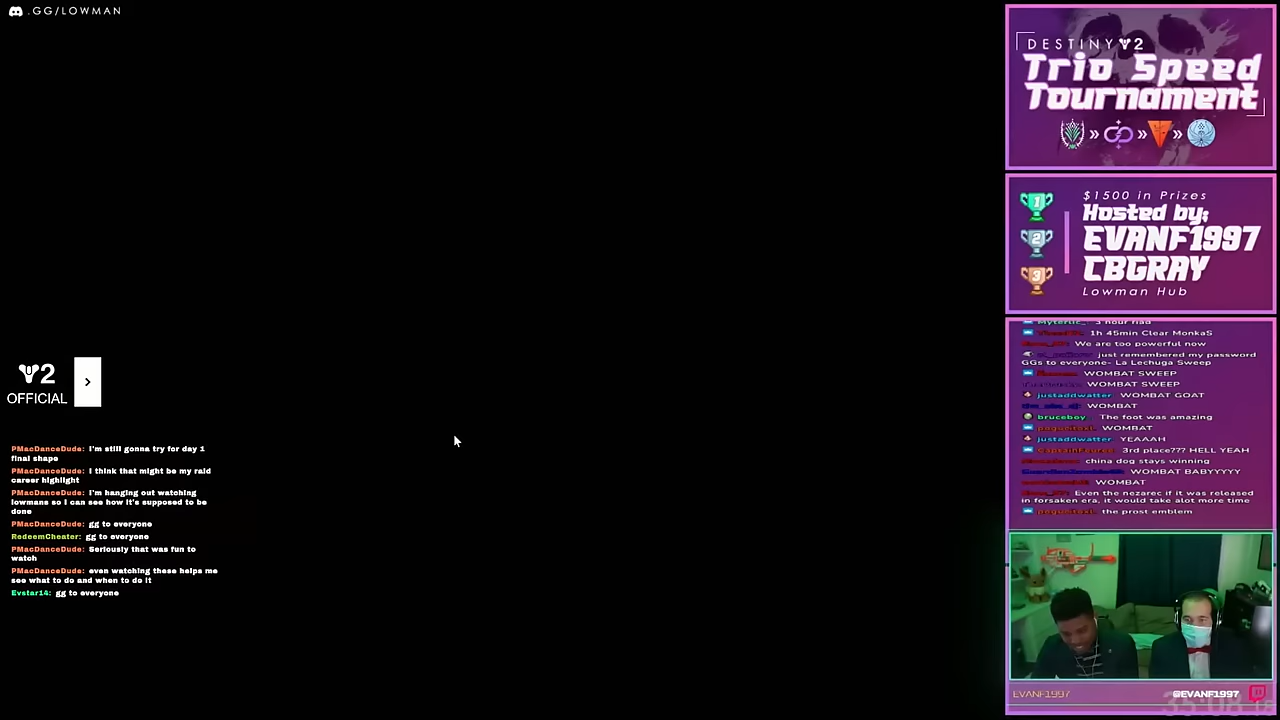 .GG/LOWMAN
DESTINY 2
Trio Speed
Tournament
» » »
$1500 in Prizes
Hosted by;
EVANF1997
CBGRAY
Lowman Hub
1
2
3
1h 45min Clear MonkaS
We are too powerful now
just remembered my password
GGs to everyone- La Lechuga Sweep
WOMBAT SWEEP
WOMBAT SWEEP
justaddwatter: WOMBAT GOAT
WOMBAT
bruceboy: The foot was amazing
WOMBAT
justaddwatter: YEAAAH
3rd place??? HELL YEAH
china dog stays winning
WOMBAT BABYYYYY
WOMBAT
Even the nezarec if it was released
in forsaken era, it would take alot more time
the prost emblem
2
OFFICIAL
PMacDanceDude: I'm still gonna try for day 1
final shape
PMacDanceDude: I think that might be my raid
career highlight
PMacDanceDude: I'm hanging out watching
lowmans so I can see how it's supposed to be
done
PMacDanceDude: gg to everyone
RedeemCheater: gg to everyone
PMacDanceDude: Seriously that was fun to
watch
PMacDanceDude: even watching these helps me
see what to do and when to do it
Evstar14: gg to everyone
EVANF1997
@EVANF1997